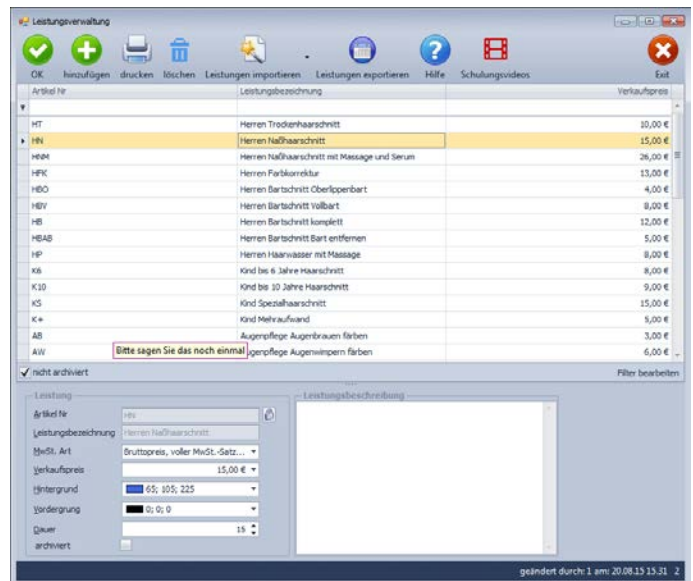 Leistungsverwaltung
OK hinzufügen drucken löschen Leistungen importieren Leistungen exportieren Hilfe Schulungsvideos Exit
Artikel Nr Leistungsbezeichnung Verkaufspreis
HT Herren Trockenhaarschnitt 10,00 €
HN Herren Naßhaarschnitt 15,00 €
HNM Herren Naßhaarschnitt mit Massage und Serum 26,00 €
HFK Herren Farbkorrektur 13,00 €
HBO Herren Bartschnitt Oberlippenbart 4,00 €
HBV Herren Bartschnitt Vollbart 8,00 €
HB Herren Bartschnitt komplett 12,00 €
HBAB Herren Bartschnitt Bart entfernen 5,00 €
HP Herren Haarwasser mit Massage 8,00 €
K6 Kind bis 6 Jahre Haarschnitt 8,00 €
K10 Kind bis 10 Jahre Haarschnitt 9,00 €
KS Kind Spezialhaarschnitt 15,00 €
K+ Kind Mehraufwand 5,00 €
AB Augenpflege Augenbrauen färben 3,00 €
AW Bitte sagen Sie das noch einmal Augenpflege Augenwimpern färben 6,00 €
nicht archiviert Filter bearbeiten
Leistung Leistungsbeschreibung
Artikel Nr HN
Leistungsbezeichnung Herren Naßhaarschnitt
MwSt. Art Bruttopreis, voller MwSt.-Satz...
Verkaufspreis 15,00 €
Hintergrund 65; 105; 225
Vordergrung 0; 0; 0
Dauer 15
archiviert
geändert durch: 1 am: 20.08.15 15.31 2